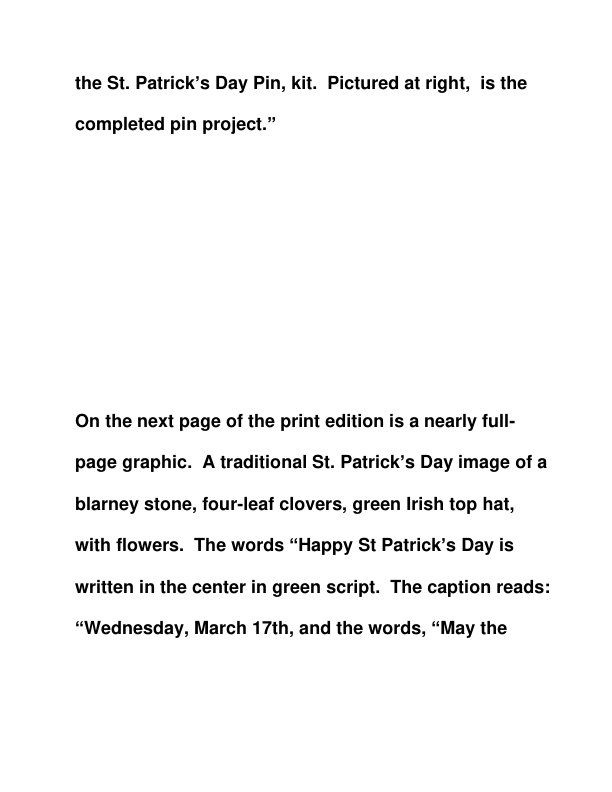 the St. Patrick’s Day Pin, kit.  Pictured at right,  is the
completed pin project.”
On the next page of the print edition is a nearly full-
page graphic.  A traditional St. Patrick’s Day image of a
blarney stone, four-leaf clovers, green Irish top hat,
with flowers.  The words “Happy St Patrick’s Day is
written in the center in green script.  The caption reads:
“Wednesday, March 17th, and the words, “May the